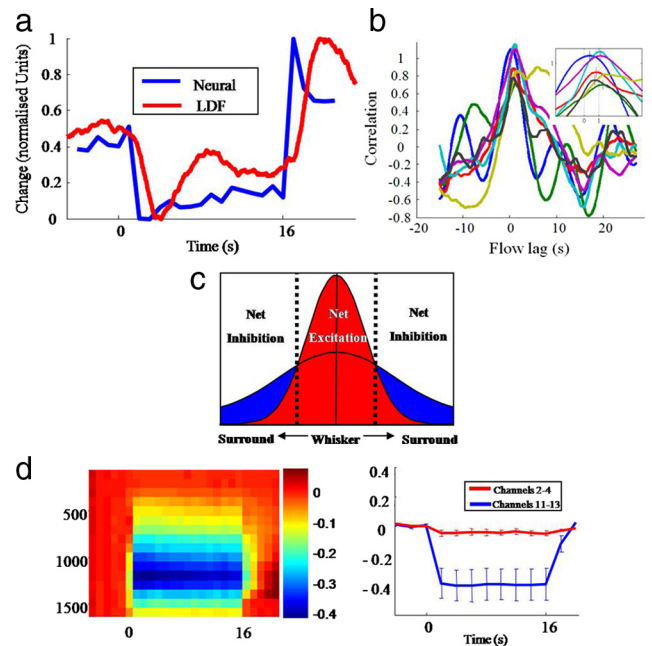 a
Change (normalised Units)
1
0.8
0.6
0.4
0.2
0
Neural
LDF
0
16
Time (s)
b
Correlation
1
0.8
0.6
0.4
0.2
0
-0.2
-0.4
-0.6
-0.8
-20
-10
0
10
20
Flow lag (s)
1
0
1
c
Net
Inhibition
Net
Excitation
Net
Inhibition
Surround
Whisker
Surround
d
500
1000
1500
0
16
0
-0.1
-0.2
-0.3
-0.4
0.4
0.2
0
- 0.2
- 0.4
Channels 2-4
Channels 11-13
0
16
Time (s)